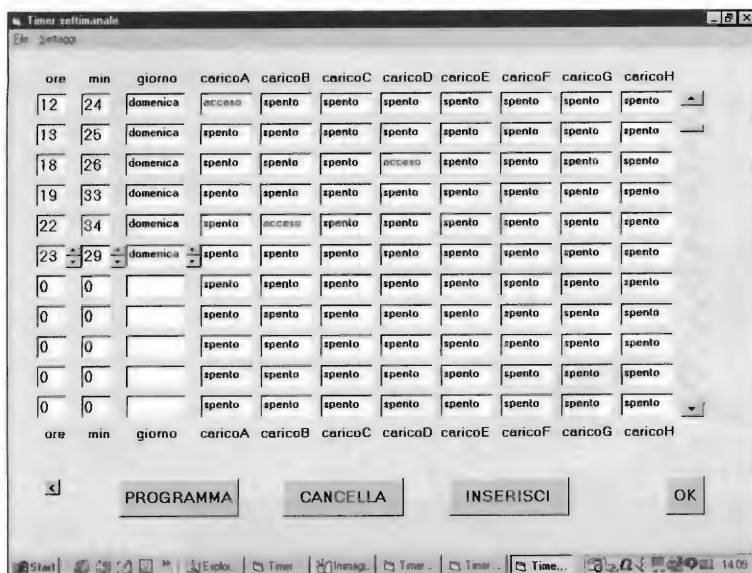 Timer settimanale
File Settaggi
ore min giorno caricoA caricoB caricoC caricoD caricoE caricoF caricoG caricoH
12 24 domenica acceso spento spento spento spento spento spento spento
13 25 domenica spento spento spento spento spento spento spento spento
18 26 domenica spento spento spento acceso spento spento spento spento
19 33 domenica spento spento spento spento spento spento spento spento
22 34 domenica spento acceso spento spento spento spento spento spento
23 29 domenica spento spento spento spento spento spento spento spento
0 0 spento spento spento spento spento spento spento spento
0 0 spento spento spento spento spento spento spento spento
0 0 spento spento spento spento spento spento spento spento
0 0 spento spento spento spento spento spento spento spento
0 0 spento spento spento spento spento spento spento spento
ore min giorno caricoA caricoB caricoC caricoD caricoE caricoF caricoG caricoH
< PROGRAMMA CANCELLA INSERISCI OK
Start » Esplor... Timer Immagi... Timer... Timer... Time... 14.09